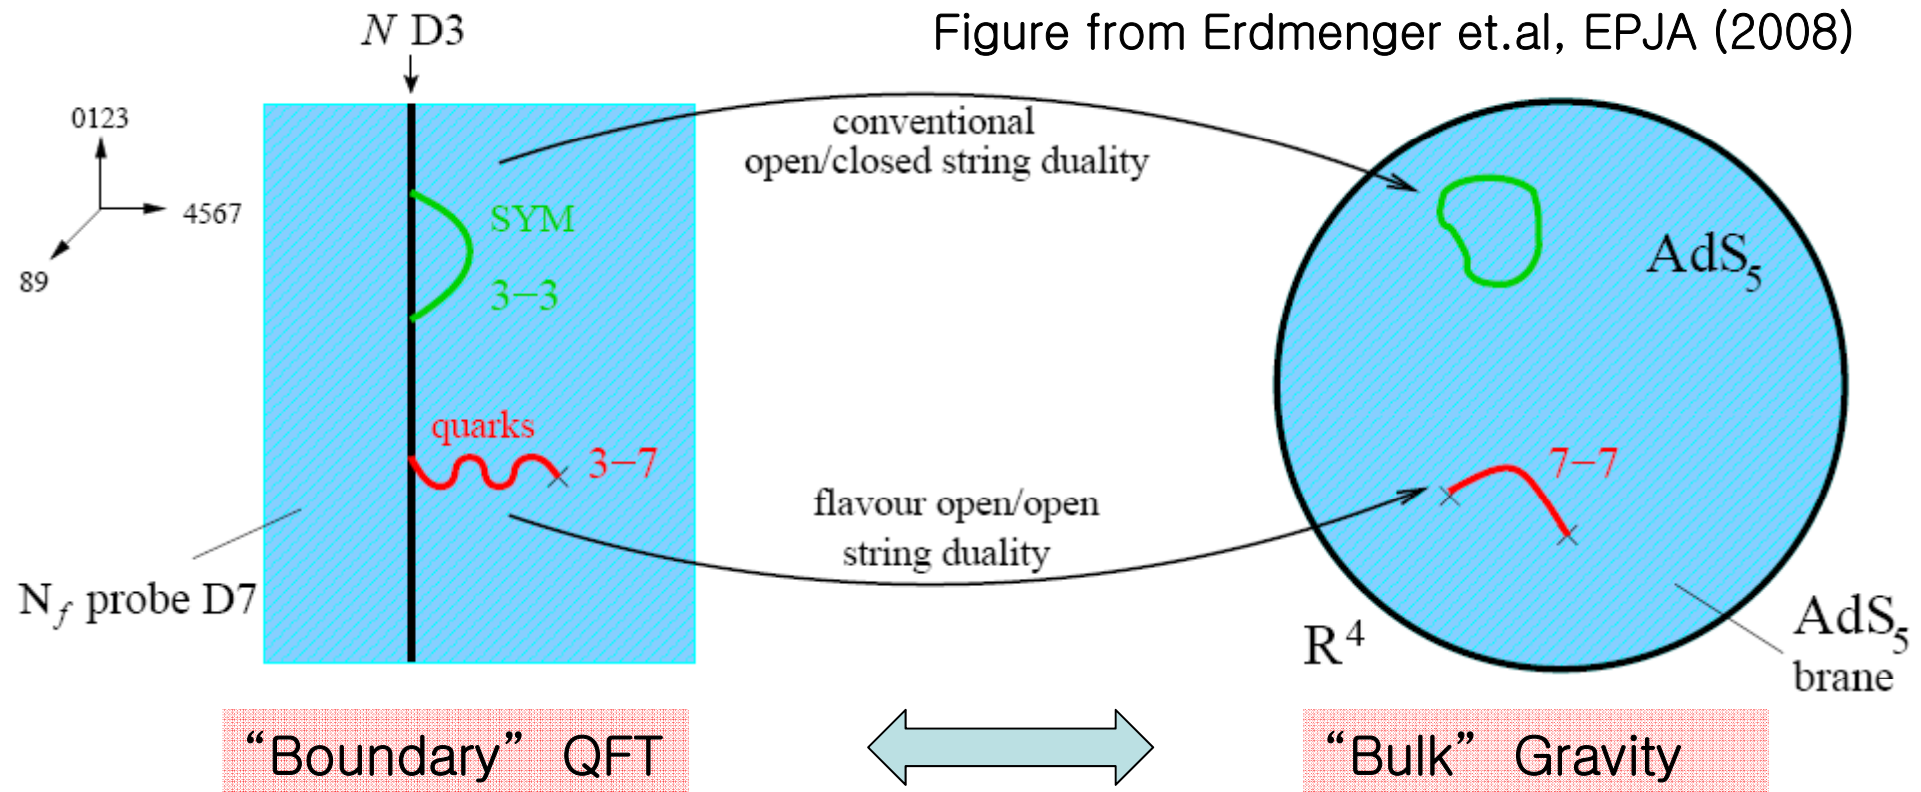 N D3
Figure from Erdmenger et.al, EPJA (2008)
0123
4567
89
conventional
open/closed string duality
SYM
3−3
AdS5
quarks
3−7
7−7
flavour open/open
string duality
Nf probe D7
R4
AdS5
brane
“Boundary” QFT
“Bulk” Gravity